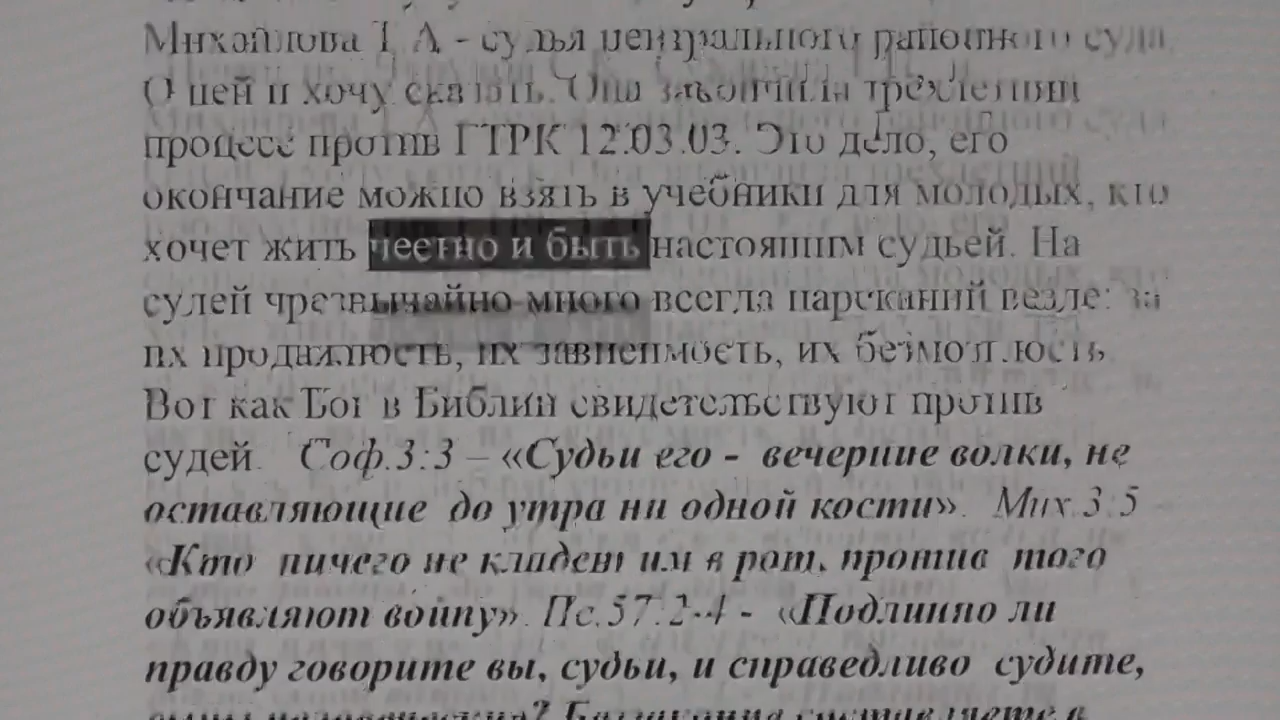 Михайлова Т.А - судья центрального районного суда.
О ней и хочу сказать. Она закончила трехлетний
процесс против ГТРК 12.03.03. Это дело, его
окончание можно взять в учебники для молодых, кто
хочет жить честно и быть настоящим судьей. На
судей чрезвычайно много всегда нареканий везде: за
их продажность, их зависимость, их безмолвность.
Вот как Бог в Библии свидетельствуют против
судей. Соф.3:3 – «Судьи его - вечерние волки, не
оставляющие до утра ни одной кости». Мих.3:5 -
«Кто ничего не кладет им в рот, против того
объявляют войну». Пс.57:2-4 - «Подлинно ли
правду говорите вы, судьи, и справедливо судите,